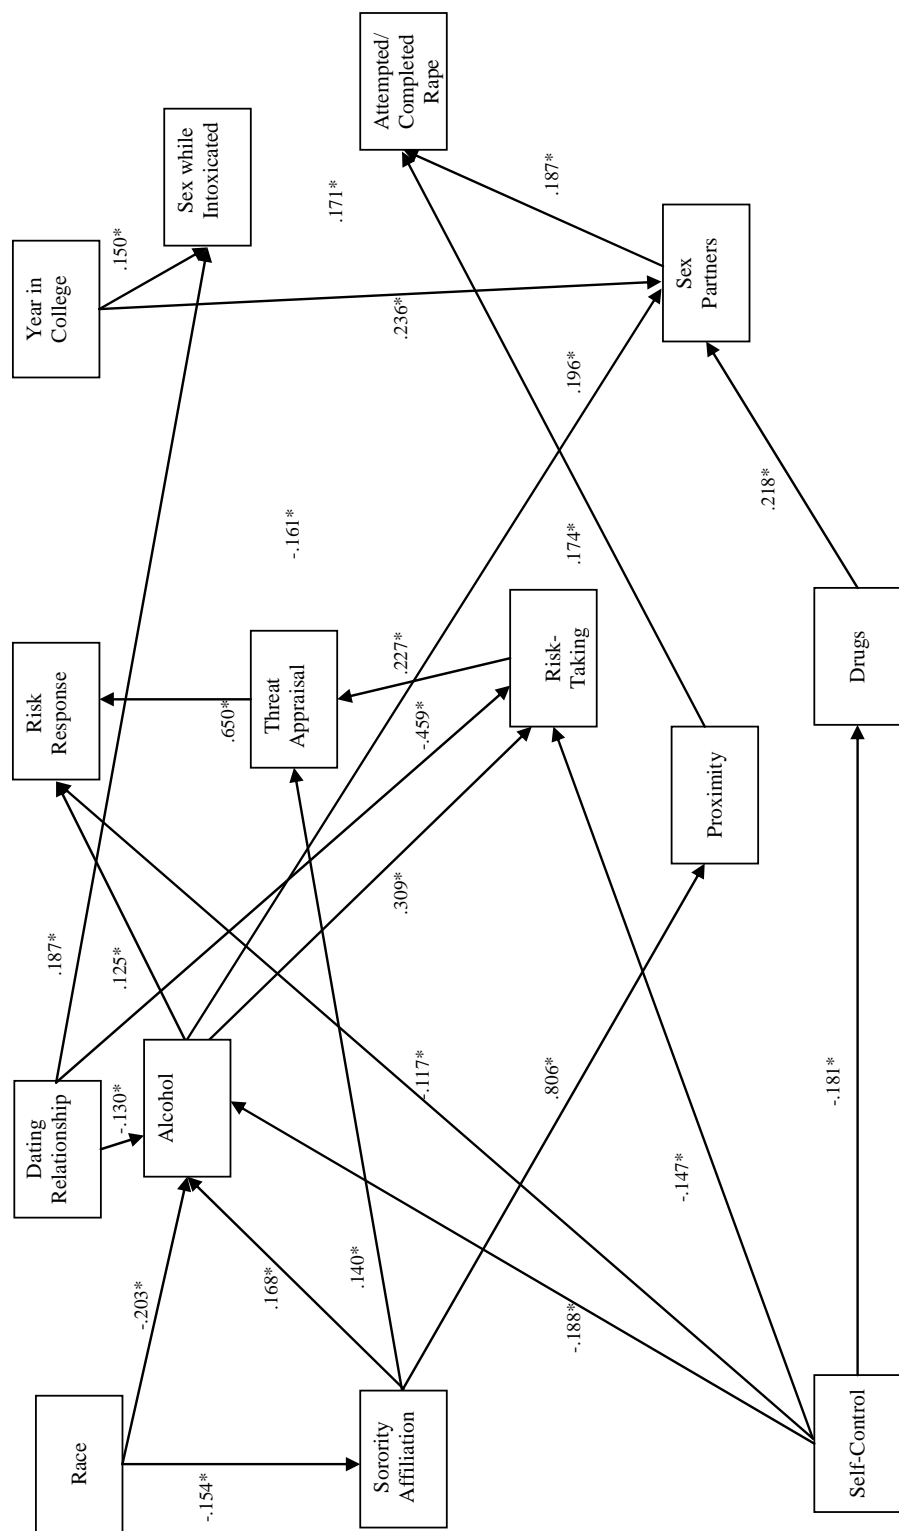 Race
Dating
Relationship
Risk
Response
Year in
College
.187*
-.130*
.125*
.150*
-.203*
Alcohol
Sex while
Intoxicated
-.154*
.650*
.168*
Threat
Appraisal
-.161*
.171*
.140*
Sorority
Affiliation
Attempted/
Completed
Rape
.309*
.227*
.236*
-.459*
-.117*
Risk-
Taking
.187*
-.188*
.174*
.196*
.806*
-.147*
Proximity
Sex
Partners
.218*
-.181*
Self-Control
Drugs